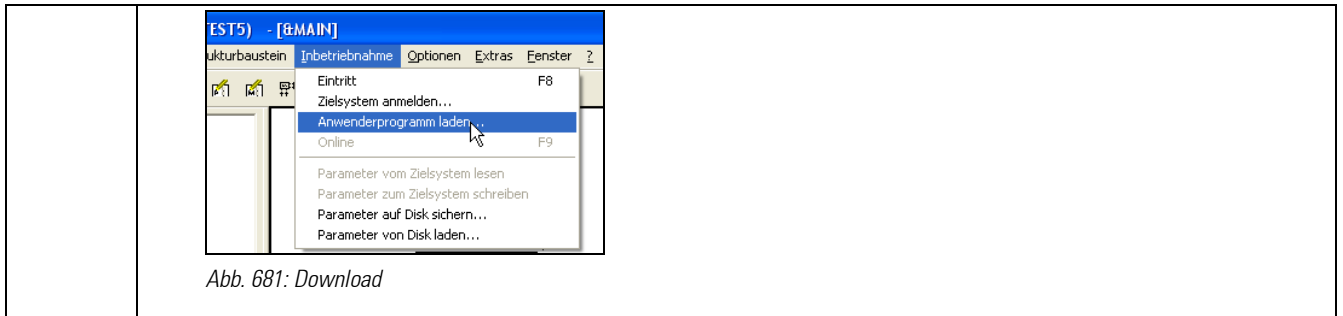 EST5) - [&MAIN]
ukturbaustein Inbetriebnahme Optionen Extras Fenster ?
Eintritt F8
Zielsystem anmelden...
Anwenderprogramm laden...
Online F9
Parameter vom Zielsystem lesen
Parameter zum Zielsystem schreiben
Parameter auf Disk sichern...
Parameter von Disk laden...
Abb. 681: Download